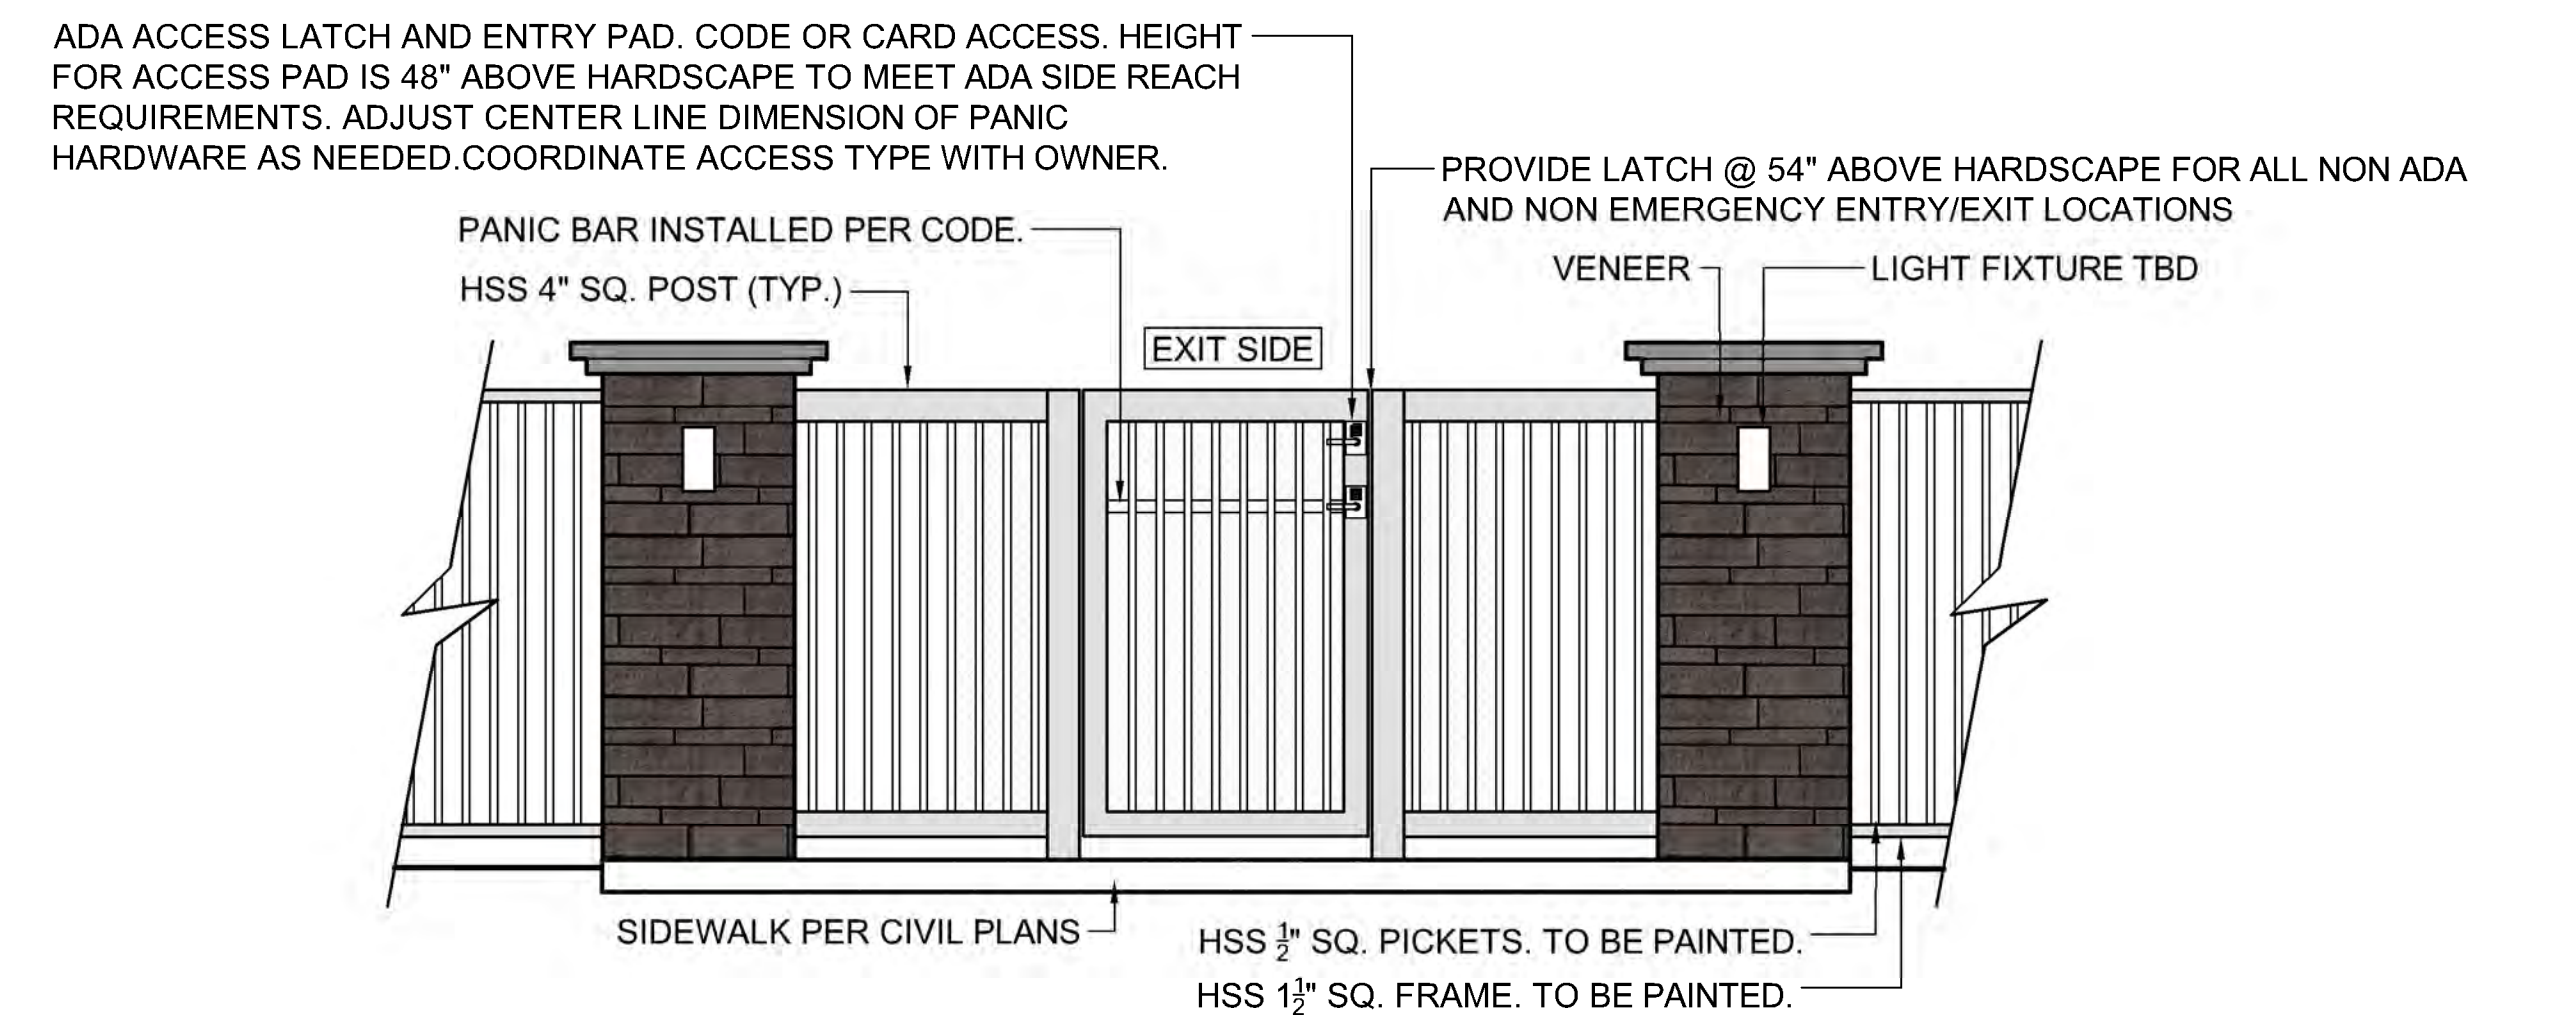 ADA ACCESS LATCH AND ENTRY PAD. CODE OR CARD ACCESS. HEIGHT
FOR ACCESS PAD IS 48" ABOVE HARDSCAPE TO MEET ADA SIDE REACH
REQUIREMENTS. ADJUST CENTER LINE DIMENSION OF PANIC
HARDWARE AS NEEDED.COORDINATE ACCESS TYPE WITH OWNER.
PROVIDE LATCH @ 54" ABOVE HARDSCAPE FOR ALL NON ADA
AND NON EMERGENCY ENTRY/EXIT LOCATIONS
PANIC BAR INSTALLED PER CODE.
HSS 4" SQ. POST (TYP.)
VENEER
LIGHT FIXTURE TBD
EXIT SIDE
SIDEWALK PER CIVIL PLANS
HSS ½" SQ. PICKETS. TO BE PAINTED.
HSS 1½" SQ. FRAME. TO BE PAINTED.